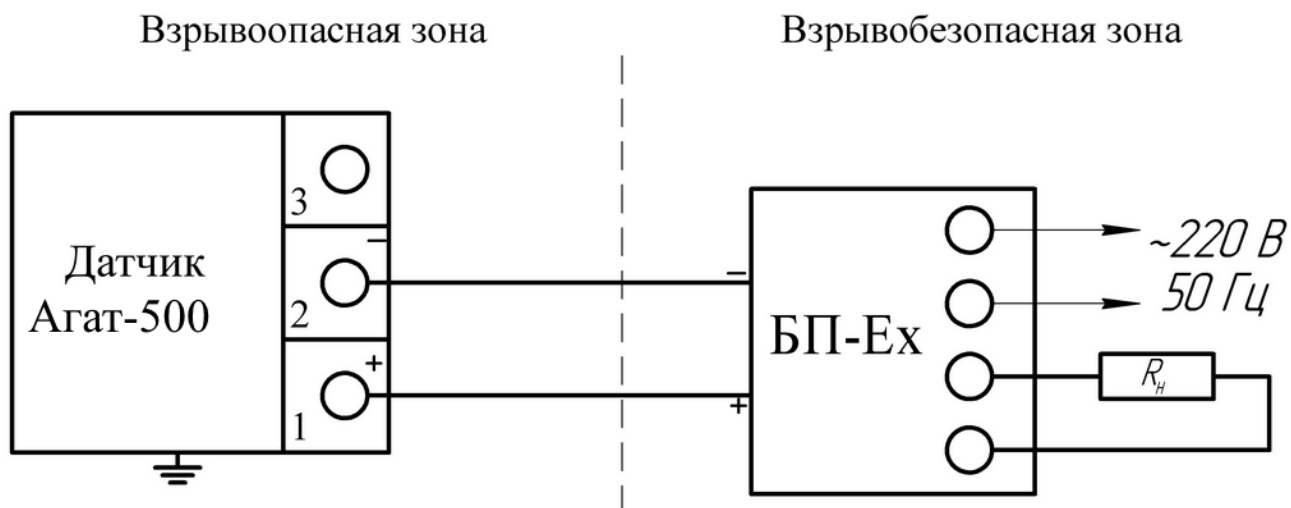 Взрывоопасная зона
Взрывобезопасная зона
Датчик
Агат-500
3
2
−
1
+
−
+
БП-Ex
~220 В
50 Гц
Rн